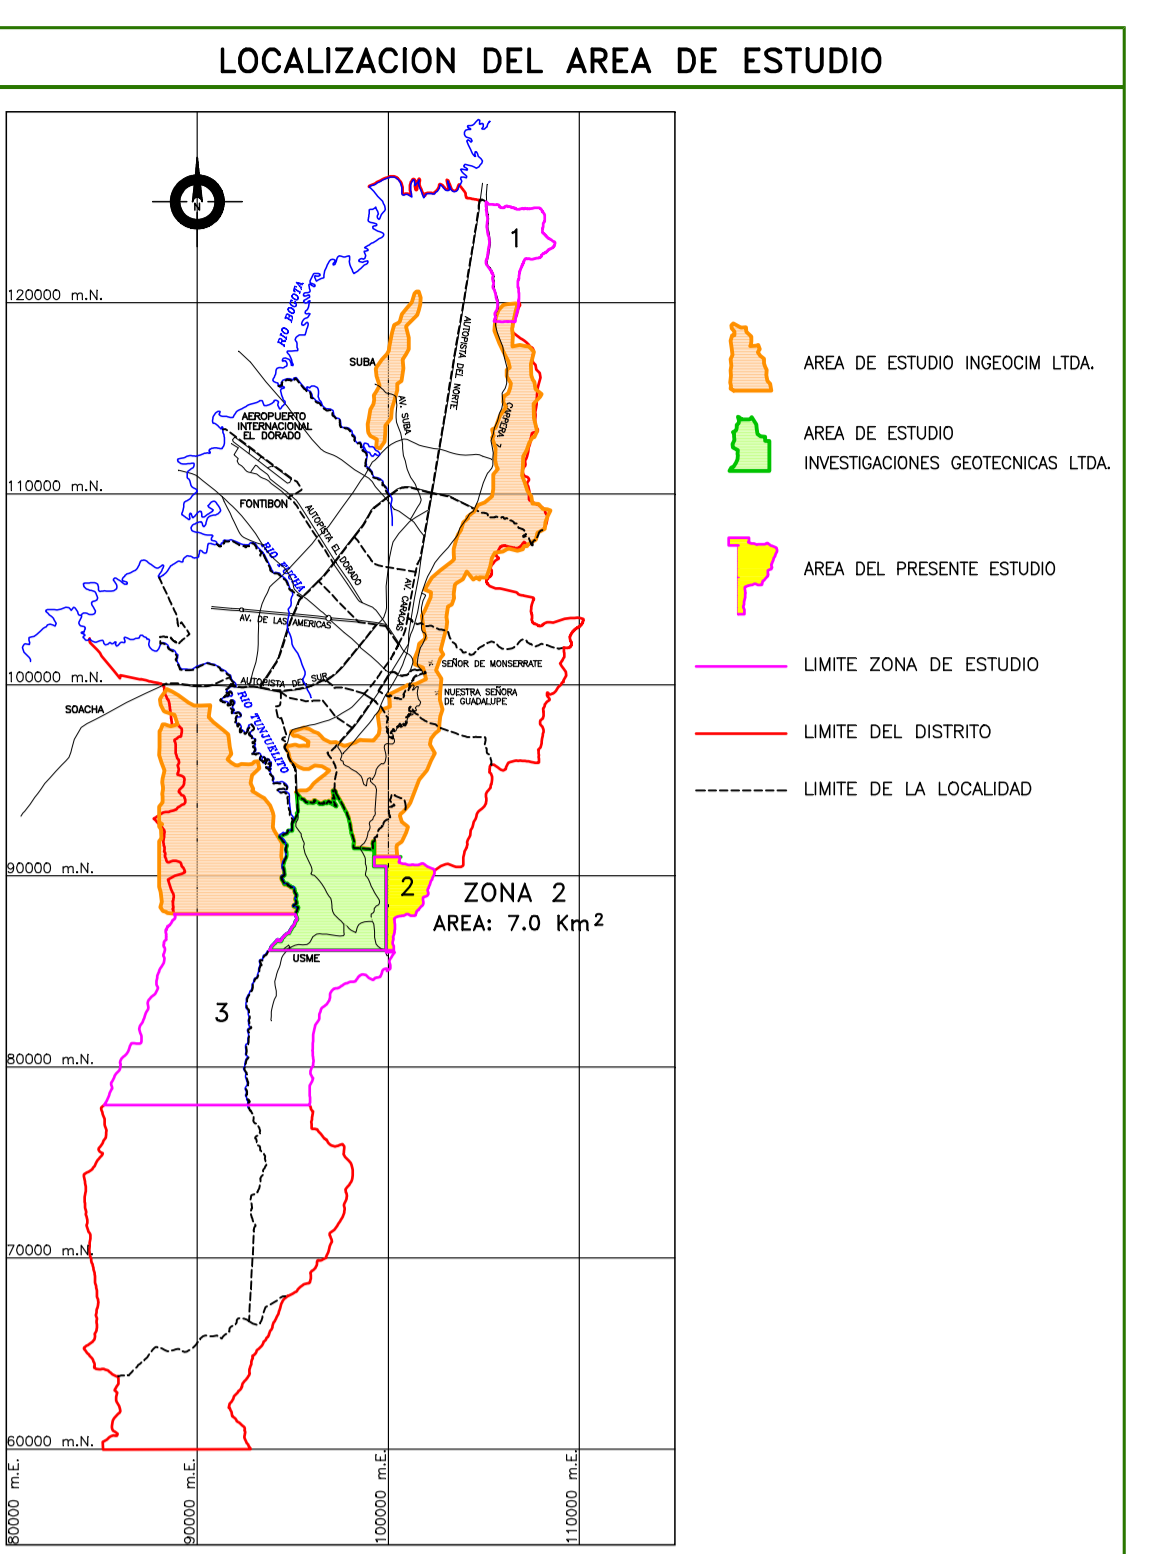 LOCALIZACION DEL AREA DE ESTUDIO
N
1
120000 m.N.
RIO BOGOTA
AUTOPISTA DEL NORTE
SUBA
AV. SUBA
CARRERA 7
AEROPUERTO
INTERNACIONAL
EL DORADO
110000 m.N.
FONTIBON
AUTOPISTA EL DORADO
RIO FUCHA
AV. CARACAS
AV. DE LAS AMERICAS
SEÑOR DE MONSERRATE
100000 m.N.
AUTOPISTA DEL SUR
NUESTRA SEÑORA
DE GUADALUPE
SOACHA
RIO TUNJUELITO
90000 m.N.
2
ZONA 2
AREA: 7.0 Km2
USME
3
80000 m.N.
70000 m.N.
60000 m.N.
80000 m.E.
90000 m.E.
100000 m.E.
110000 m.E.
AREA DE ESTUDIO INGEOCIM LTDA.
AREA DE ESTUDIO
INVESTIGACIONES GEOTECNICAS LTDA.
AREA DEL PRESENTE ESTUDIO
LIMITE ZONA DE ESTUDIO
LIMITE DEL DISTRITO
LIMITE DE LA LOCALIDAD